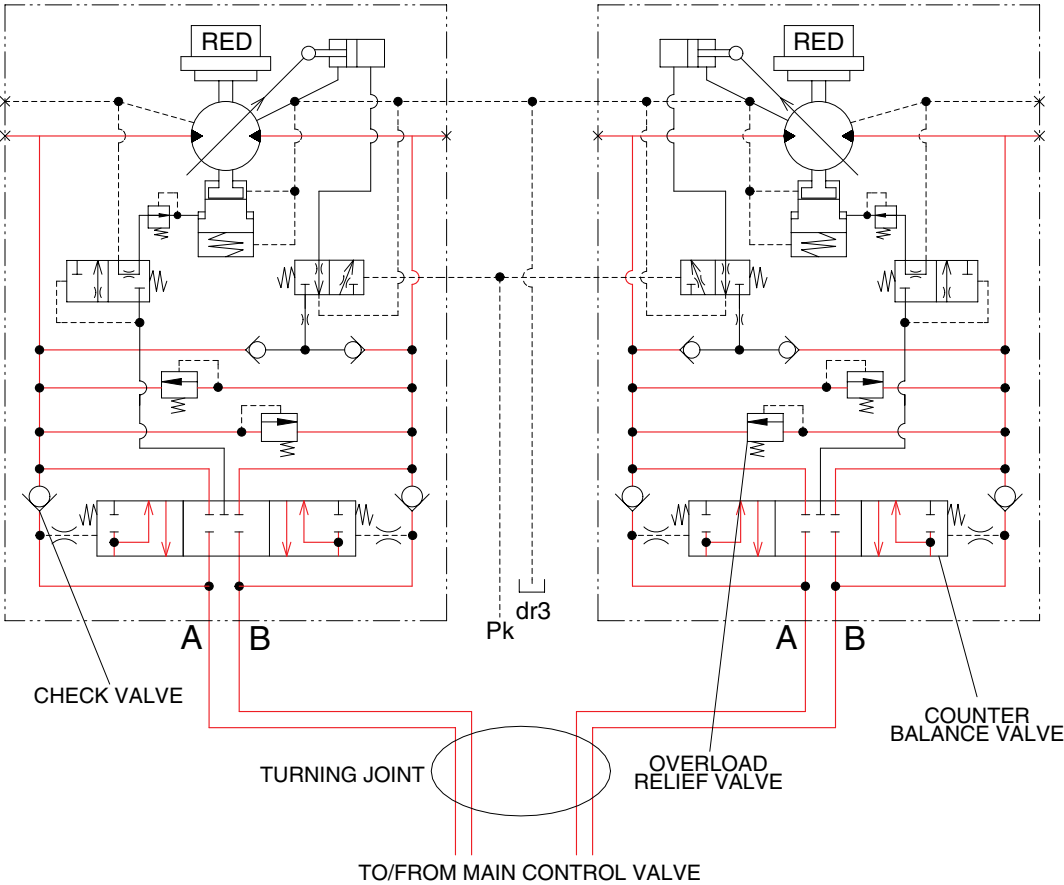 RED
RED
dr3
Pk
A
B
A
B
CHECK VALVE
COUNTER
BALANCE VALVE
OVERLOAD
RELIEF VALVE
TURNING JOINT
TO/FROM MAIN CONTROL VALVE